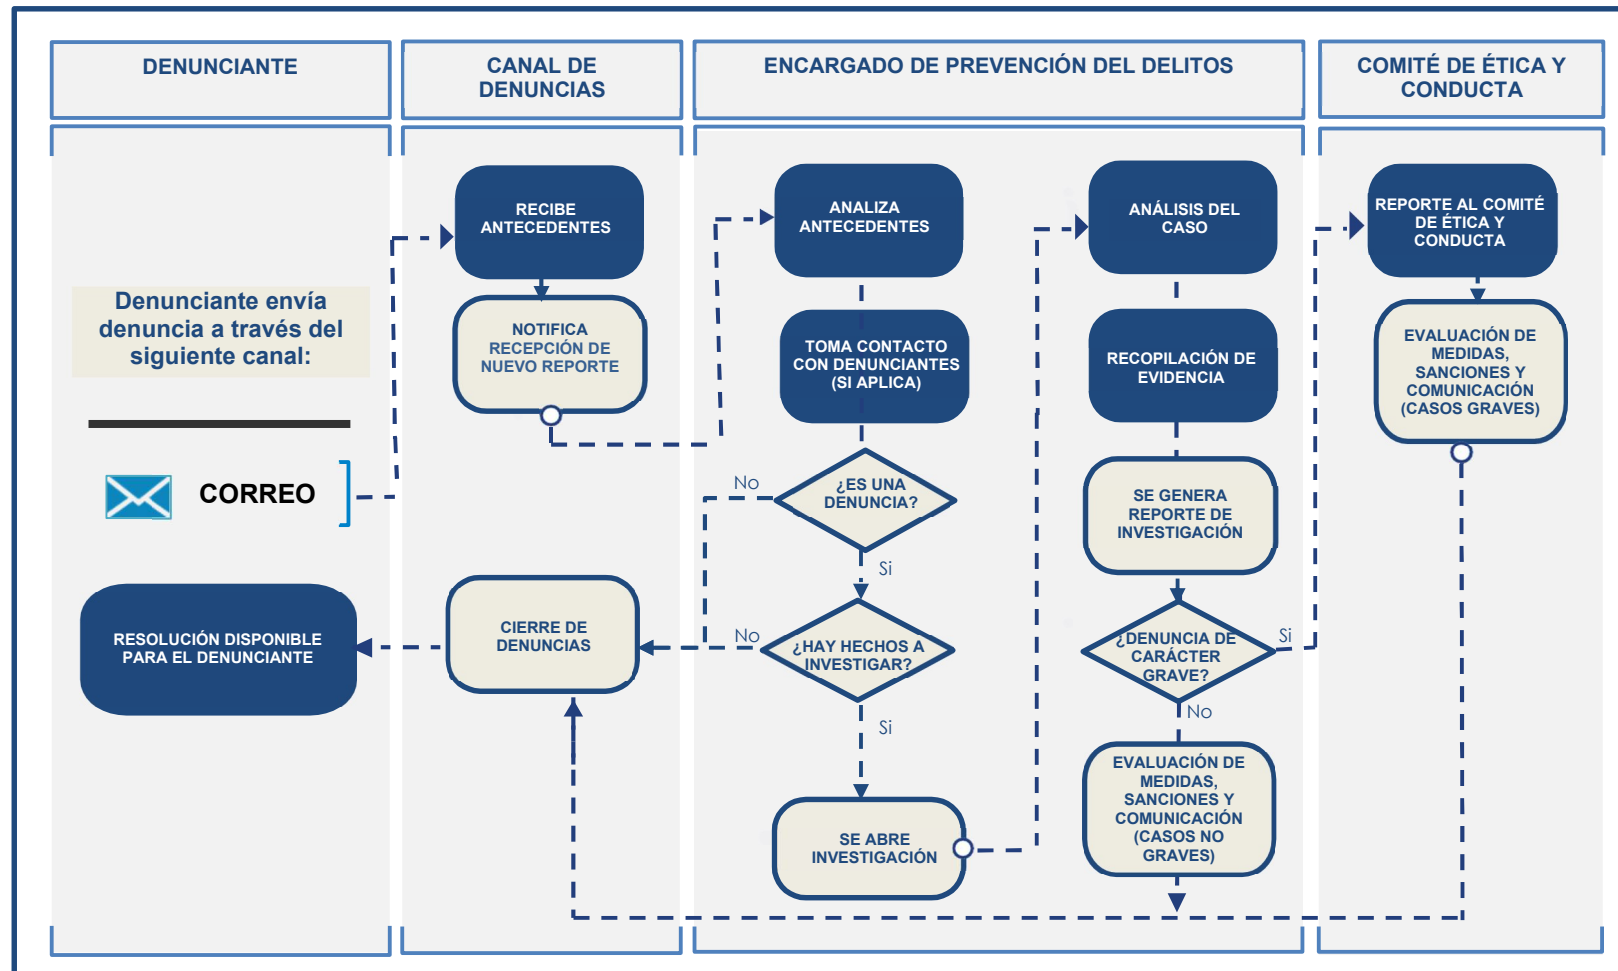 DENUNCIANTE
CANAL DE
DENUNCIAS
ENCARGADO DE PREVENCIÓN DEL DELITOS
COMITÉ DE ÉTICA Y
CONDUCTA
Denunciante envía
denuncia a través del
siguiente canal:
CORREO
RESOLUCIÓN DISPONIBLE
PARA EL DENUNCIANTE
RECIBE
ANTECEDENTES
NOTIFICA
RECEPCIÓN DE
NUEVO REPORTE
CIERRE DE
DENUNCIAS
ANALIZA
ANTECEDENTES
TOMA CONTACTO
CON DENUNCIANTES
(SI APLICA)
No
¿ES UNA
DENUNCIA?
Si
No
¿HAY HECHOS A
INVESTIGAR?
Si
SE ABRE
INVESTIGACIÓN
ANÁLISIS DEL
CASO
RECOPILACIÓN DE
EVIDENCIA
SE GENERA
REPORTE DE
INVESTIGACIÓN
¿DENUNCIA DE
CARÁCTER
GRAVE?
Si
No
EVALUACIÓN DE
MEDIDAS,
SANCIONES Y
COMUNICACIÓN
(CASOS NO
GRAVES)
REPORTE AL COMITÉ
DE ÉTICA Y
CONDUCTA
EVALUACIÓN DE
MEDIDAS,
SANCIONES Y
COMUNICACIÓN
(CASOS GRAVES)